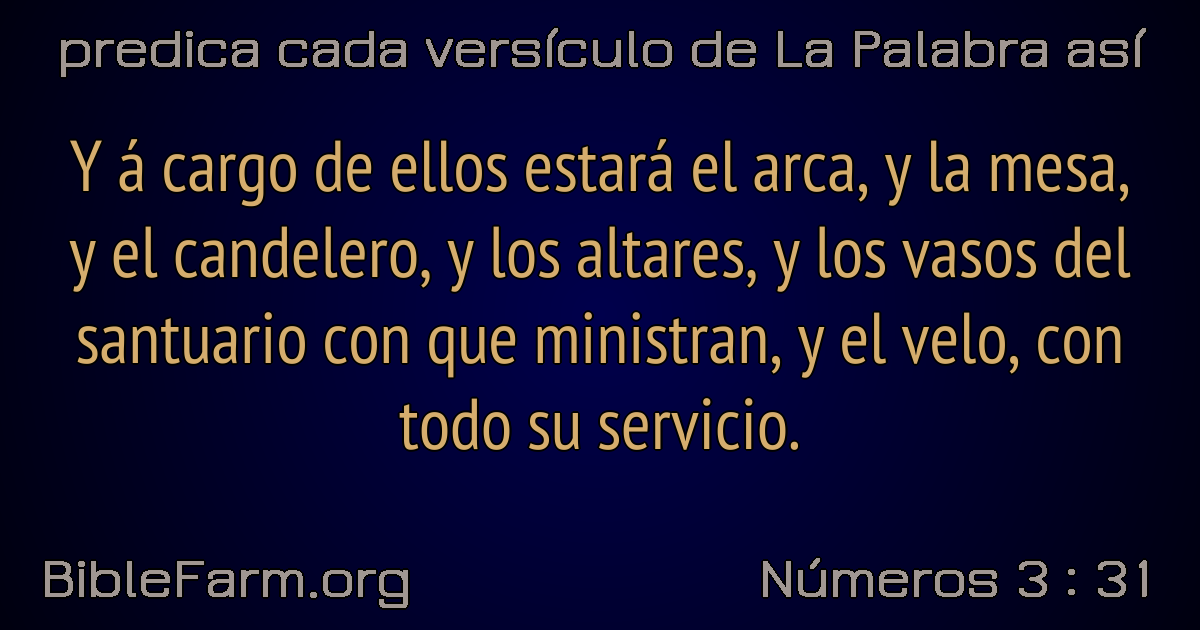 predica cada versículo de La Palabra así
Y á cargo de ellos estará el arca, y la mesa,
y el candelero, y los altares, y los vasos del
santuario con que ministran, y el velo, con
todo su servicio.
BibleFarm.org
Números 3 : 31